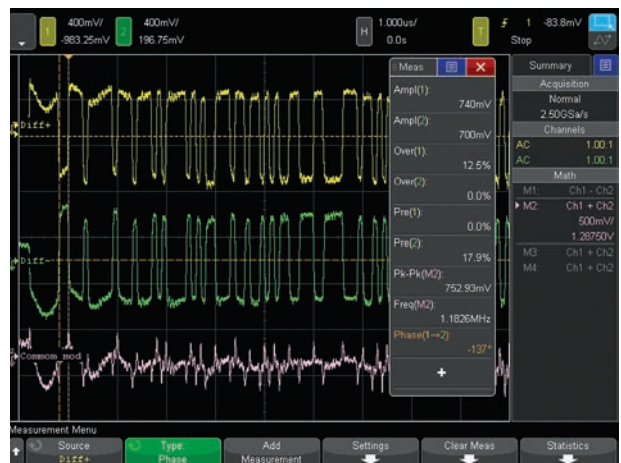 1 400mV/ -983.25mV
2 400mV/ 196.75mV
H 1.000us/ 0.0s
T 1 -83.8mV
Stop
Meas
Ampl(1):
740mV
Ampl(2):
700mV
Over(1):
12.5%
Over(2):
0.0%
Pre(1):
0.0%
Pre(2):
17.9%
Pk-Pk(M2):
752.93mV
Freq(M2):
1.1826MHz
Phase(1→2):
-137°
+
Summary
Acquisition
Normal
2.50GSa/s
Channels
AC 1.00:1
AC 1.00:1
Math
M1: Ch1 - Ch2
M2: Ch1 + Ch2
500mV/
1.28750V
M3: Ch1 + Ch2
M4: Ch1 + Ch2
Diff+
Diff-
Commom_mod
Measurement Menu
Source
Diff+
Type:
Phase
Add
Measurement
Settings
Clear Meas
Statistics